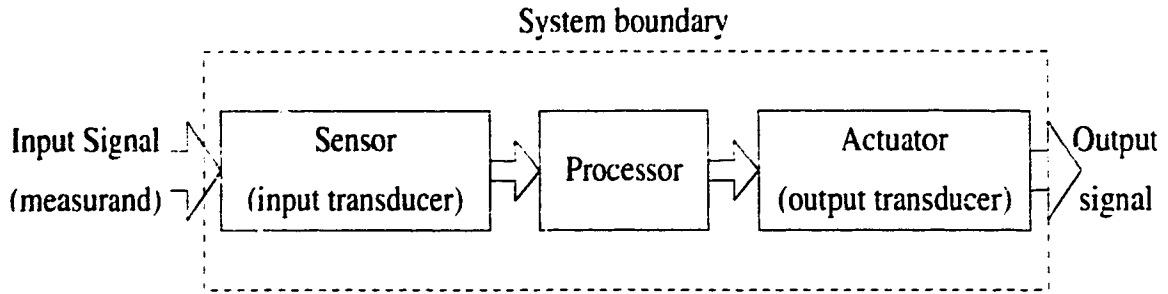 System boundary
Input Signal
(measurand)
Sensor
(input transducer)
Processor
Actuator
(output transducer)
Output
signal